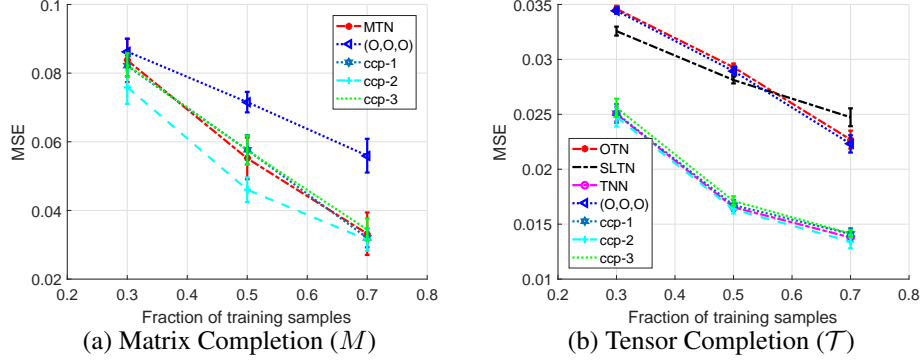 0.1
0.08
0.06
0.04
0.02
MSE
0.2 0.3 0.4 0.5 0.6 0.7 0.8
Fraction of training samples
MTN
(O,O,O)
ccp-1
ccp-2
ccp-3
(a) Matrix Completion (M)
0.035
0.03
0.025
0.02
0.015
0.01
MSE
0.2 0.3 0.4 0.5 0.6 0.7 0.8
Fraction of training samples
OTN
SLTN
TNN
(O,O,O)
ccp-1
ccp-2
ccp-3
(b) Tensor Completion (𝒯)